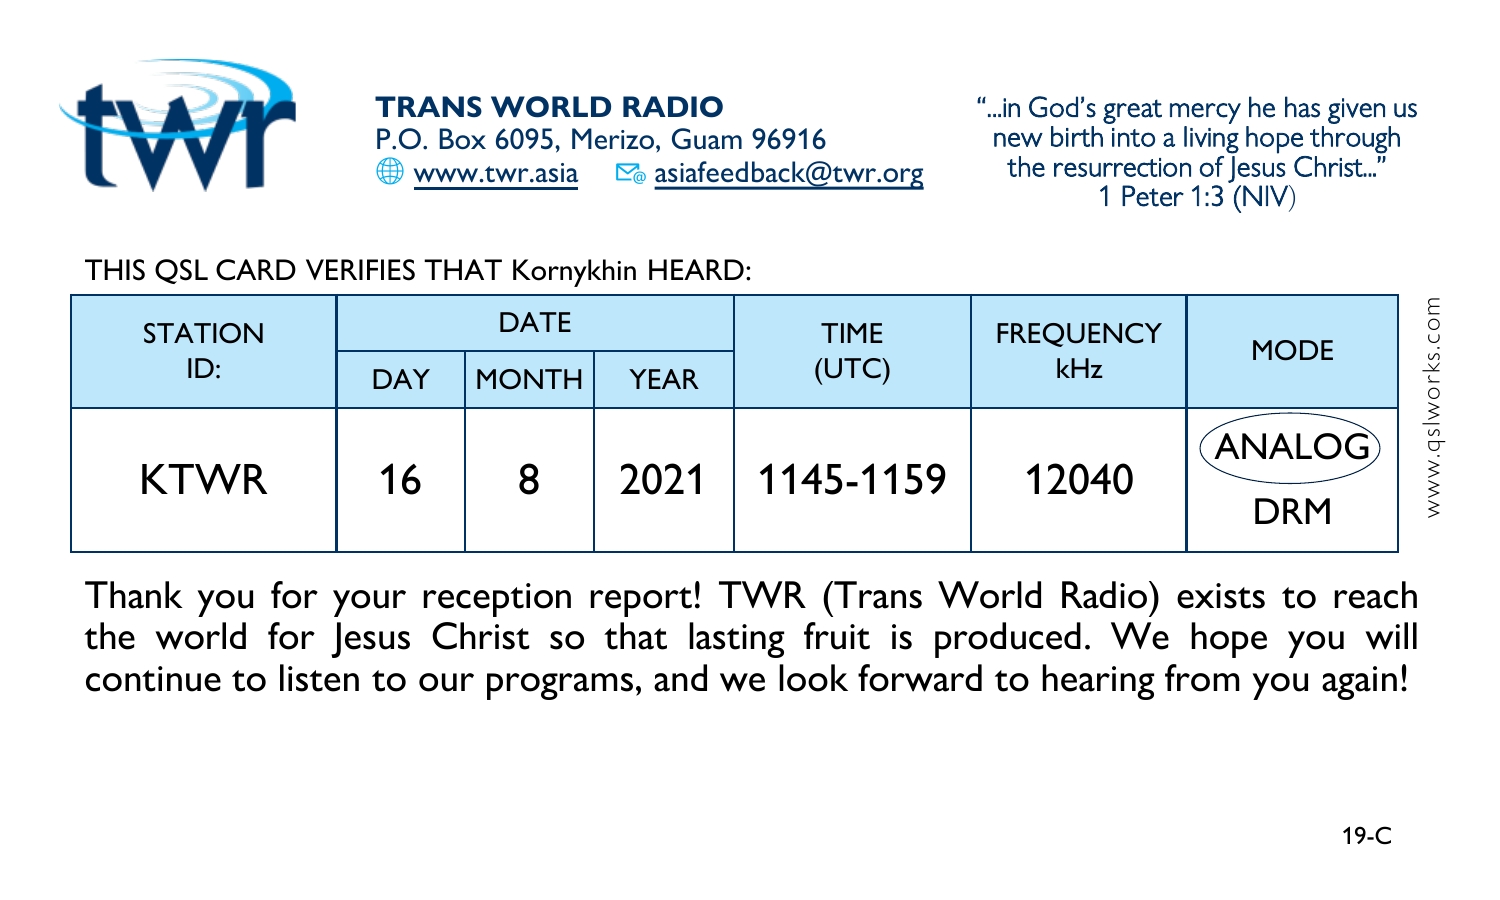 twr
TRANS WORLD RADIO
P.O. Box 6095, Merizo, Guam 96916
www.twr.asia asiafeedback@twr.org
“...in God’s great mercy he has given us
new birth into a living hope through
the resurrection of Jesus Christ...”
1 Peter 1:3 (NIV)
THIS QSL CARD VERIFIES THAT Kornykhin HEARD:
STATION
ID:
DATE
DAY MONTH YEAR
TIME
(UTC)
FREQUENCY
kHz
MODE
KTWR 16 8 2021 1145-1159 12040
ANALOG
DRM
www.qslworks.com
Thank you for your reception report! TWR (Trans World Radio) exists to reach
the world for Jesus Christ so that lasting fruit is produced. We hope you will
continue to listen to our programs, and we look forward to hearing from you again!
19-C